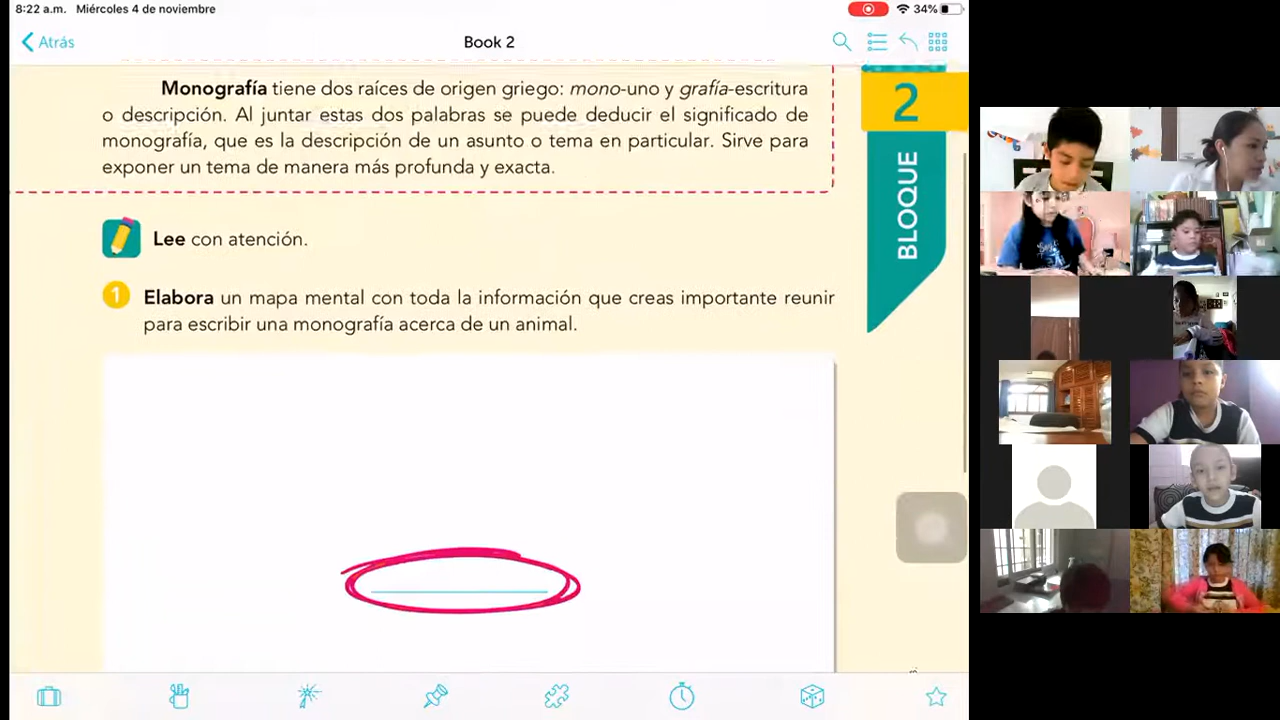 8:22 a.m. Miércoles 4 de noviembre
34%
Atrás
Book 2
Monografía tiene dos raíces de origen griego: mono-uno y grafía-escritura
o descripción. Al juntar estas dos palabras se puede deducir el significado de
monografía, que es la descripción de un asunto o tema en particular. Sirve para
exponer un tema de manera más profunda y exacta.
2
BLOQUE
Lee con atención.
1 Elabora un mapa mental con toda la información que creas importante reunir
para escribir una monografía acerca de un animal.